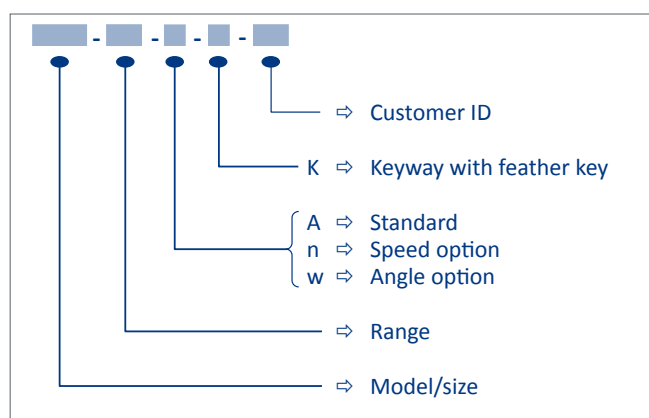 - - - -
⇨ Customer ID
K ⇨ Keyway with feather key
A ⇨ Standard
n ⇨ Speed option
w ⇨ Angle option
⇨ Range
⇨ Model/size